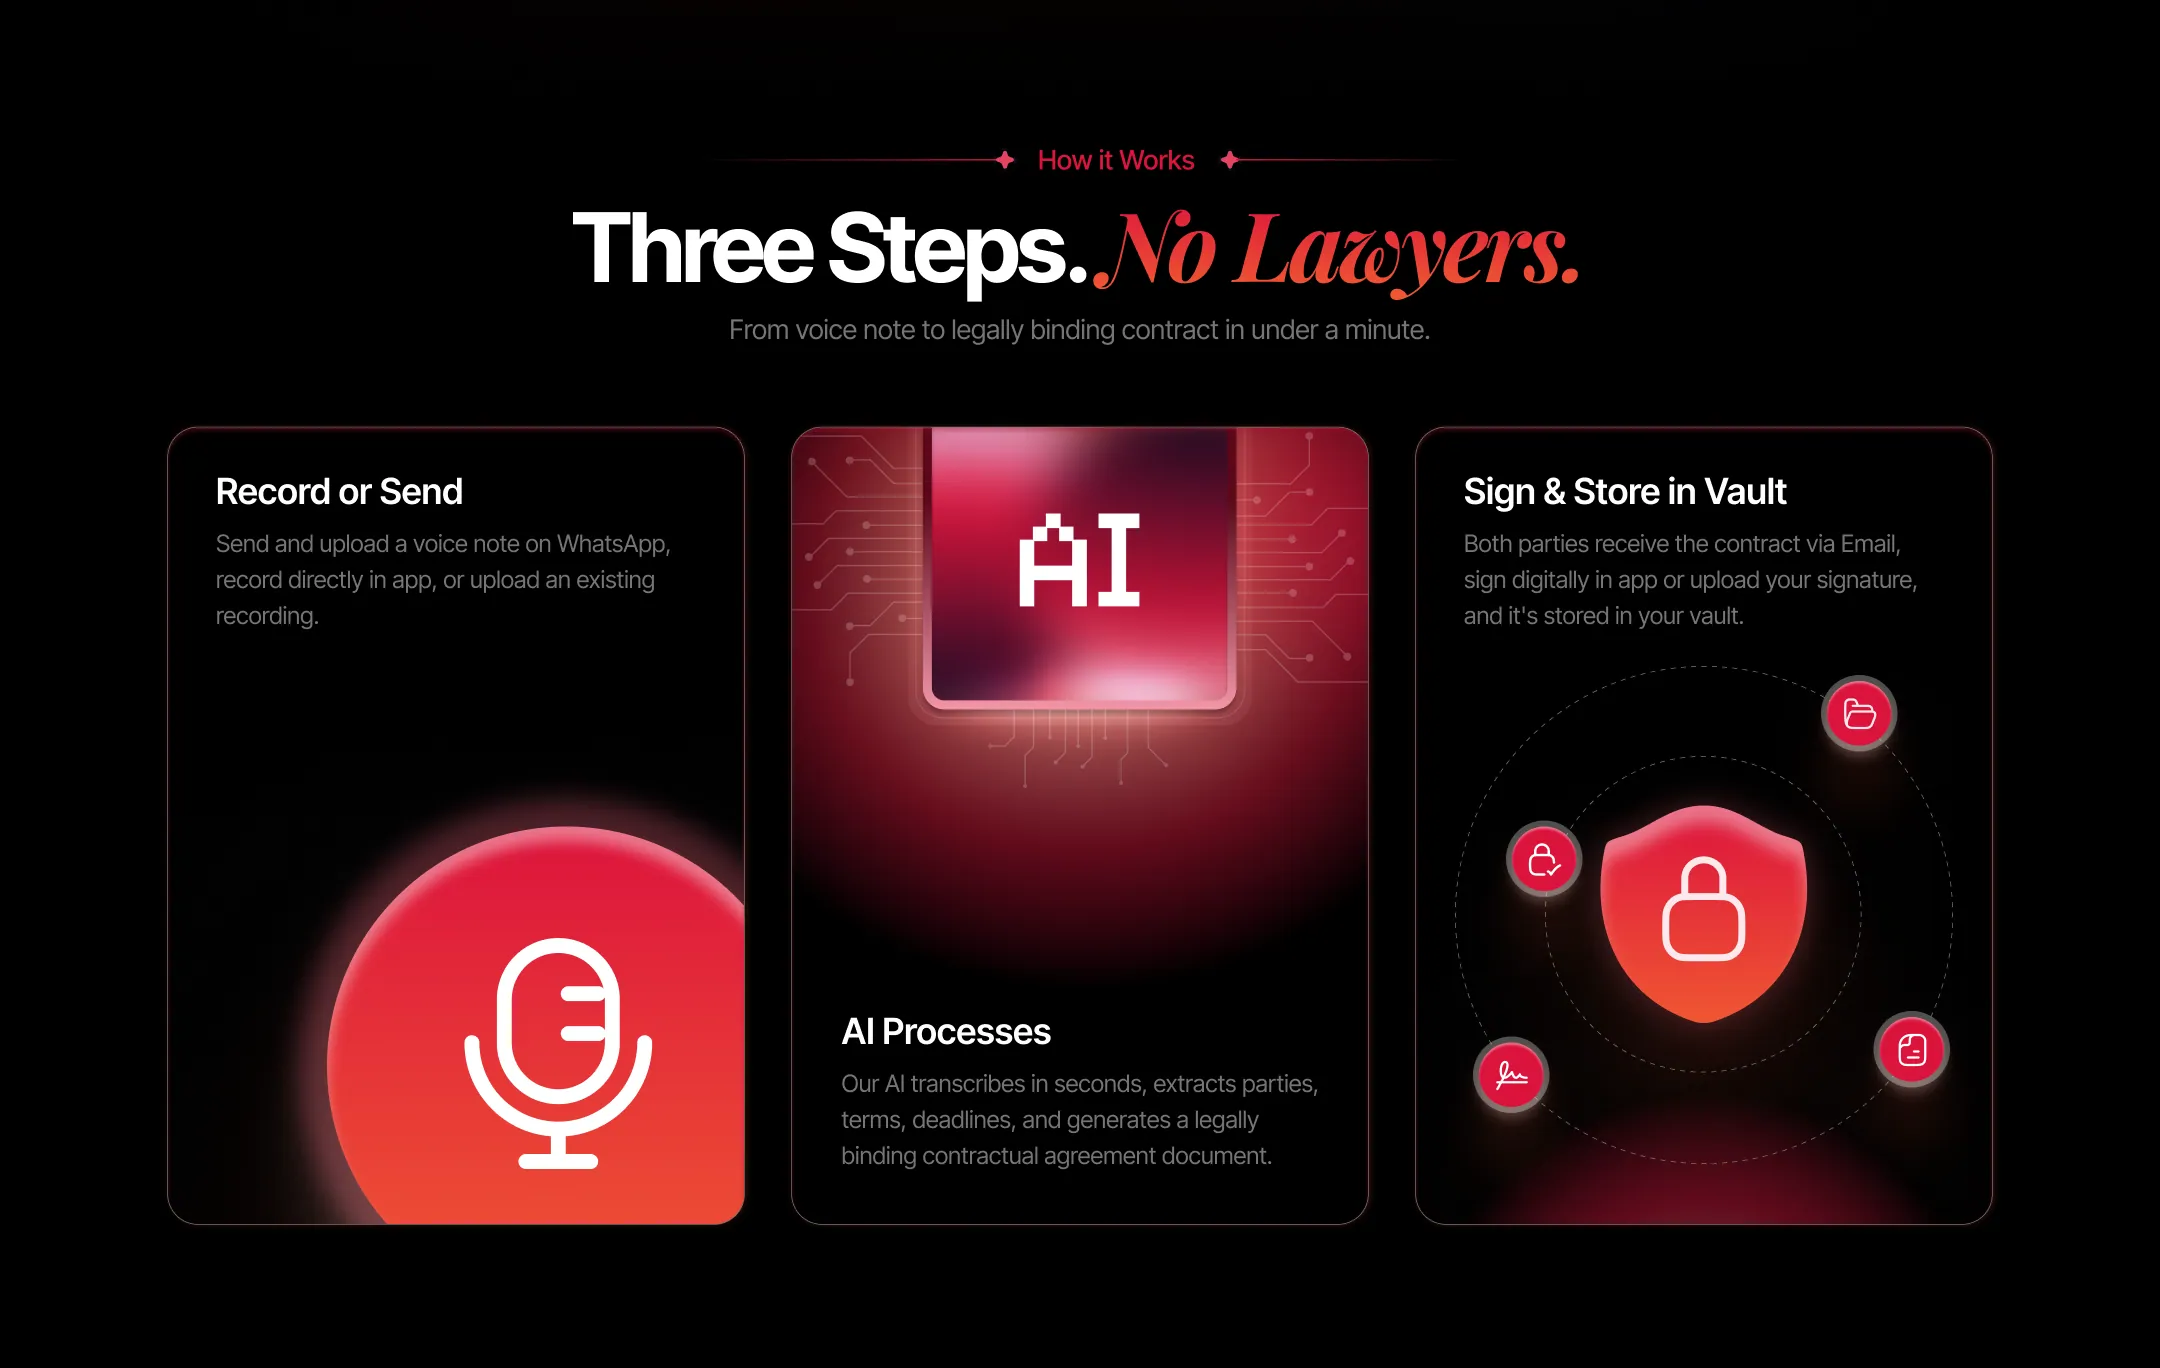 How it Works
Three Steps. No Lawyers.
From voice note to legally binding contract in under a minute.
Record or Send
Send and upload a voice note on WhatsApp,
record directly in app, or upload an existing
recording.
AI
AI Processes
Our AI transcribes in seconds, extracts parties,
terms, deadlines, and generates a legally
binding contractual agreement document.
Sign & Store in Vault
Both parties receive the contract via Email,
sign digitally in app or upload your signature,
and it's stored in your vault.